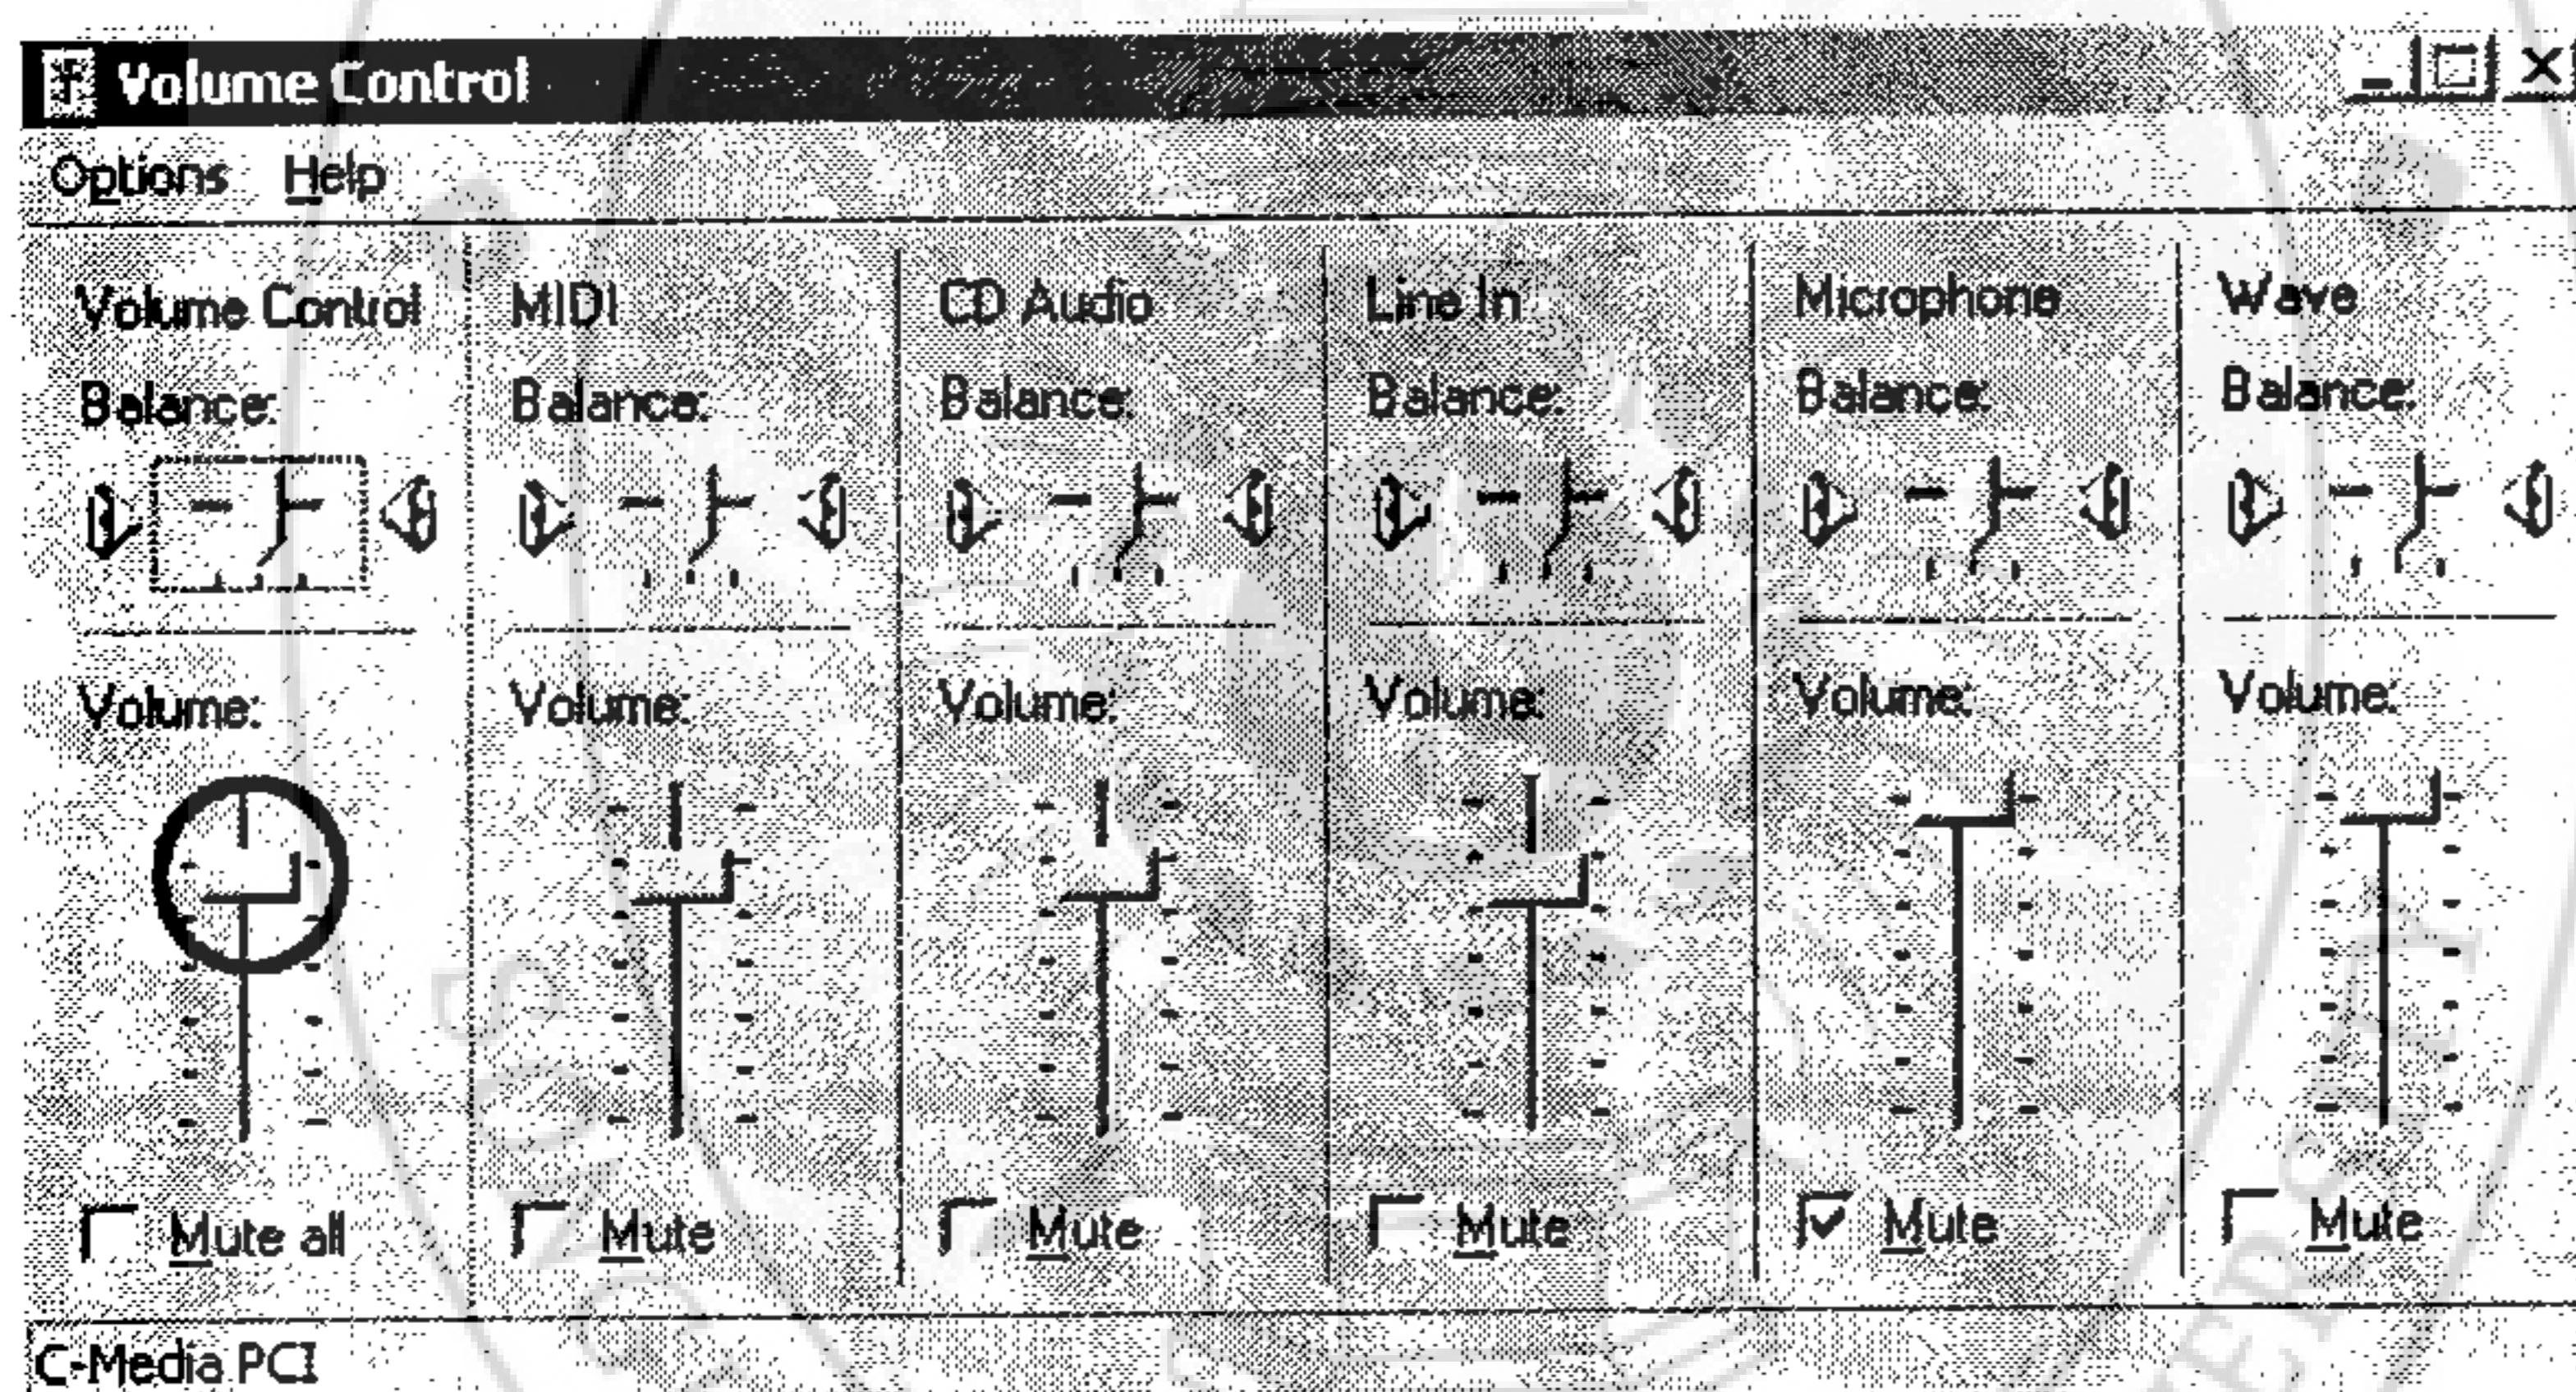 Volume Control
Options Help
Volume Control MIDI CD Audio Line In Microphone Wave
Balance: Balance: Balance: Balance: Balance: Balance:
Volume: Volume: Volume: Volume: Volume: Volume:
Mute all Mute Mute Mute Mute Mute
C-Media PCI